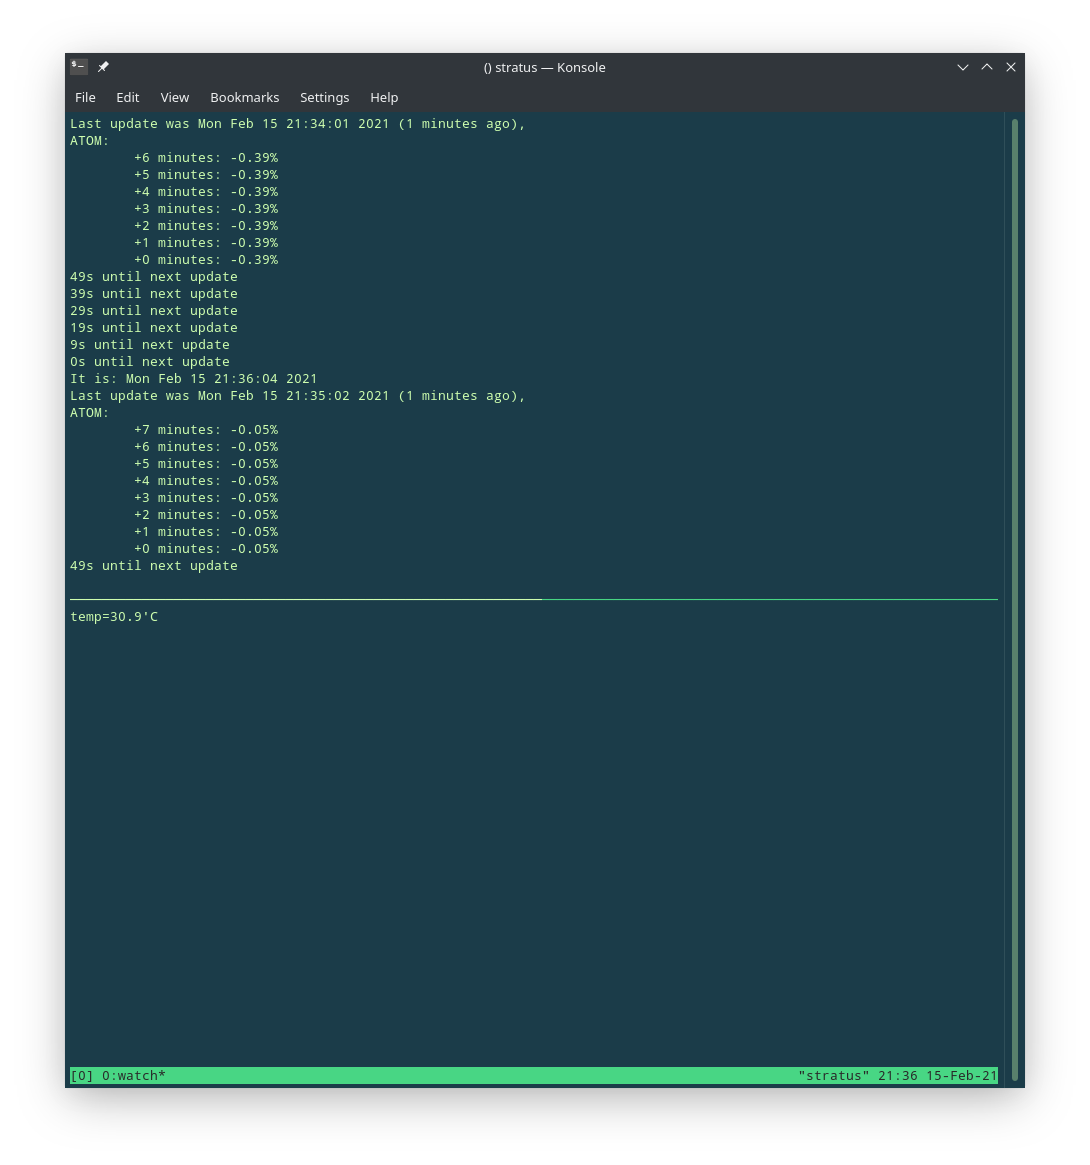 () stratus — Konsole
File Edit View Bookmarks Settings Help
Last update was Mon Feb 15 21:34:01 2021 (1 minutes ago),
ATOM:
        +6 minutes: -0.39%
        +5 minutes: -0.39%
        +4 minutes: -0.39%
        +3 minutes: -0.39%
        +2 minutes: -0.39%
        +1 minutes: -0.39%
        +0 minutes: -0.39%
49s until next update
39s until next update
29s until next update
19s until next update
9s until next update
0s until next update
It is: Mon Feb 15 21:36:04 2021
Last update was Mon Feb 15 21:35:02 2021 (1 minutes ago),
ATOM:
        +7 minutes: -0.05%
        +6 minutes: -0.05%
        +5 minutes: -0.05%
        +4 minutes: -0.05%
        +3 minutes: -0.05%
        +2 minutes: -0.05%
        +1 minutes: -0.05%
        +0 minutes: -0.05%
49s until next update
temp=30.9'C
[0] 0:watch* "stratus" 21:36 15-Feb-21